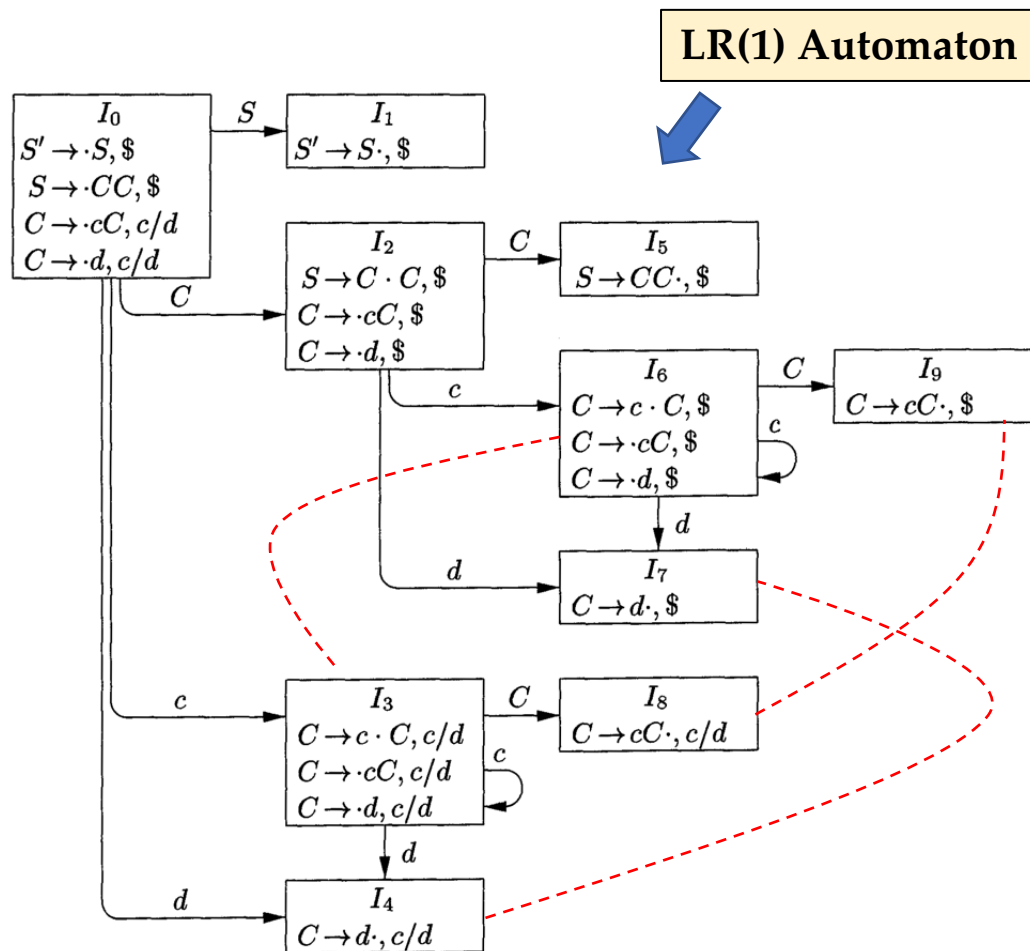 LR(1) Automaton
I₀
S′ → ·S, $
S → ·CC, $
C → ·cC, c/d
C → ·d, c/d
S
I₁
S′ → S·, $
C
I₂
S → C · C, $
C → ·cC, $
C → ·d, $
C
I₅
S → CC·, $
c
I₆
C → c · C, $
C → ·cC, $
C → ·d, $
C
I₉
C → cC·, $
c
d
d
I₇
C → d·, $
c
I₃
C → c · C, c/d
C → ·cC, c/d
C → ·d, c/d
C
I₈
C → cC·, c/d
c
d
d
I₄
C → d·, c/d